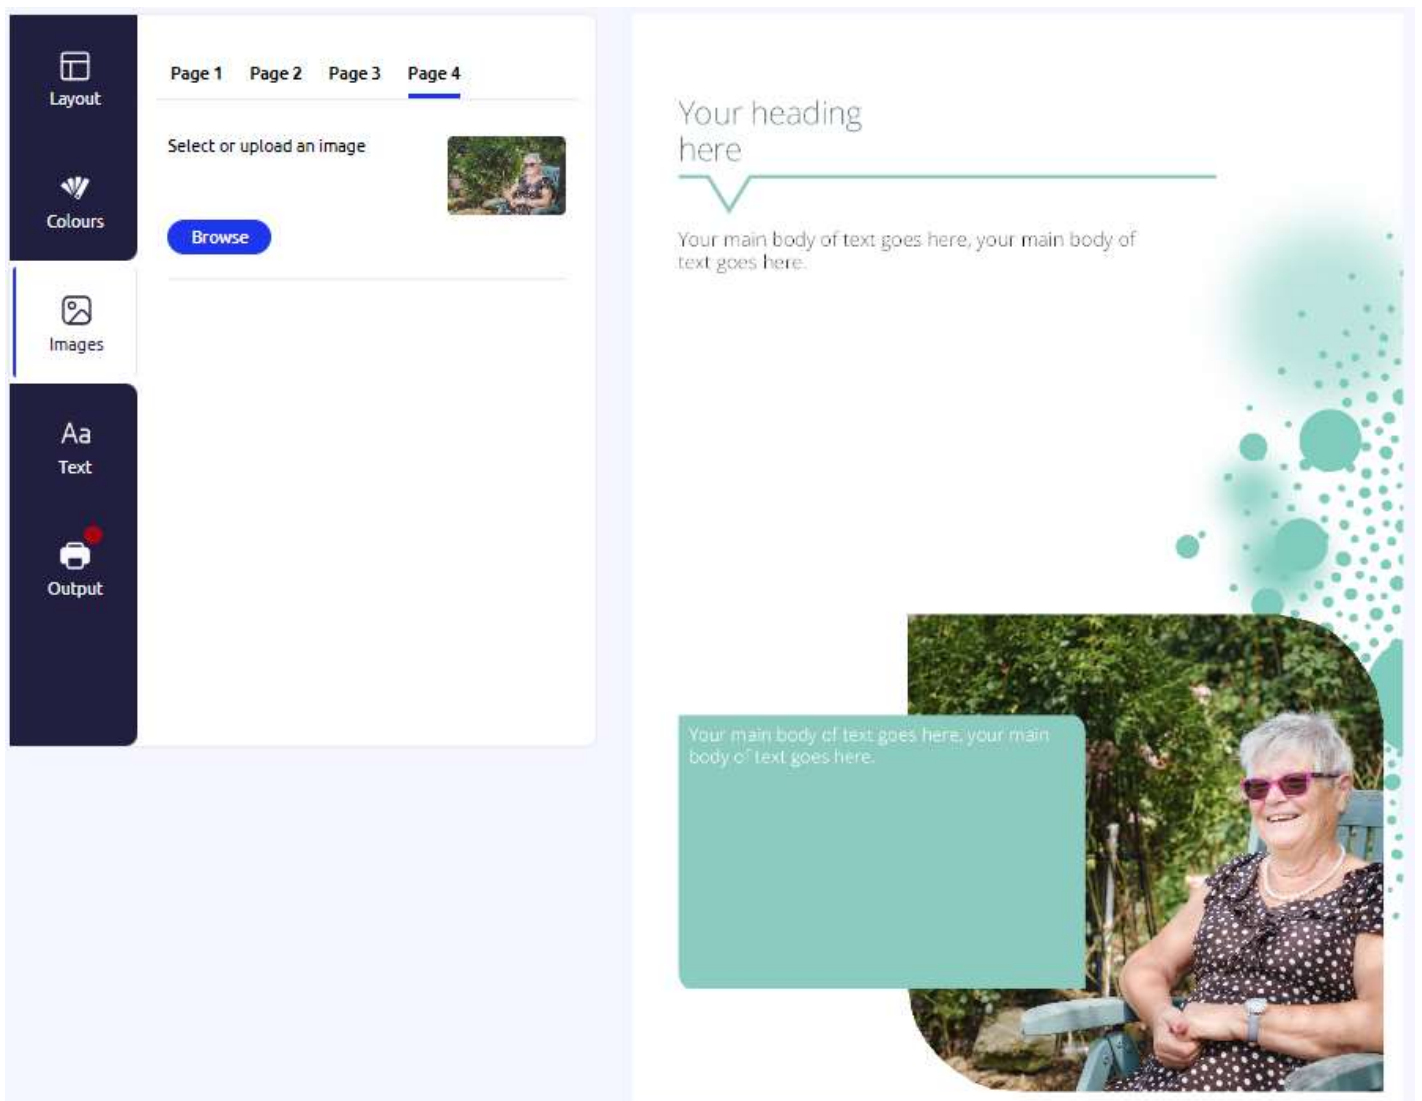 Layout
Colours
Images
Aa
Text
Output
Page 1 Page 2 Page 3 Page 4
Select or upload an image
Browse
Your heading
here
Your main body of text goes here, your main body of
text goes here.
Your main body of text goes here, your main
body of text goes here.